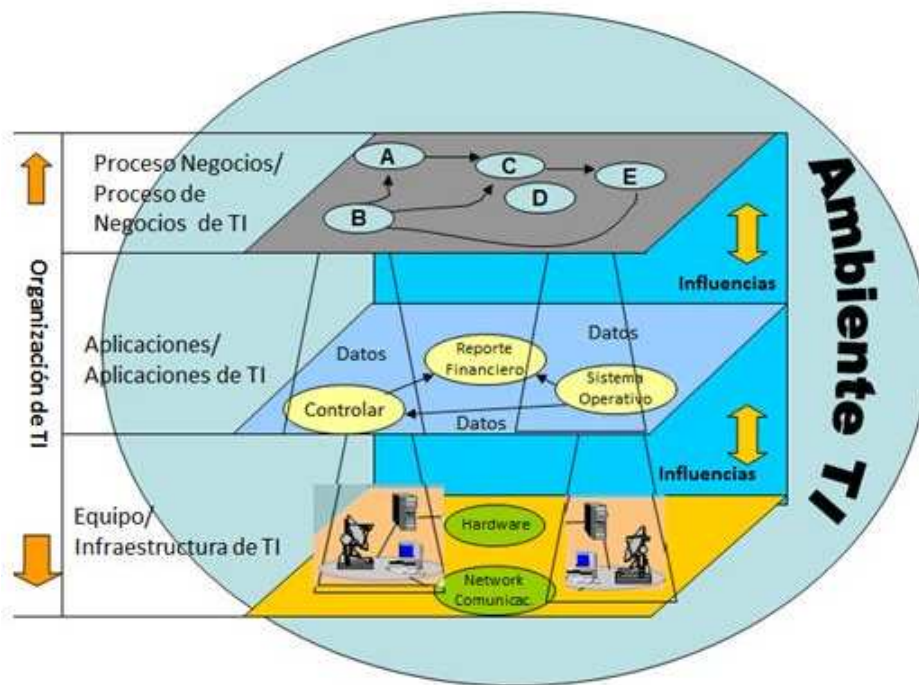 Organización de TI
Proceso Negocios/
Proceso de
Negocios de TI
A
C
E
D
B
Influencias
Aplicaciones/
Aplicaciones de TI
Datos
Datos
Reporte
Financiero
Sistema
Operativo
Controlar
Datos
Influencias
Equipo/
Infraestructura de TI
Hardware
Network
Comunicac.
Ambiente TI